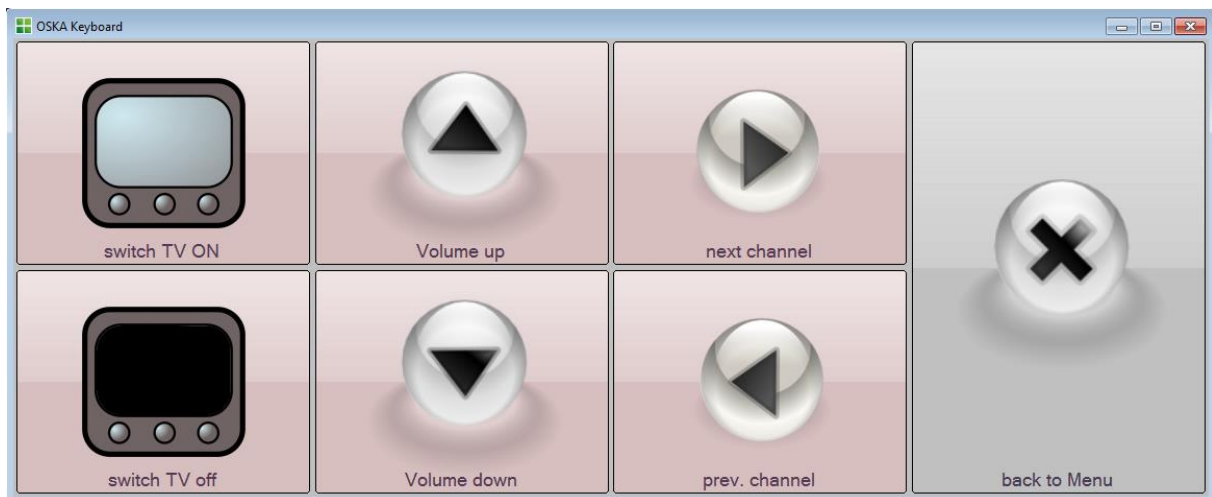 OSKA Keyboard
switch TV ON
Volume up
next channel
switch TV off
Volume down
prev. channel
back to Menu